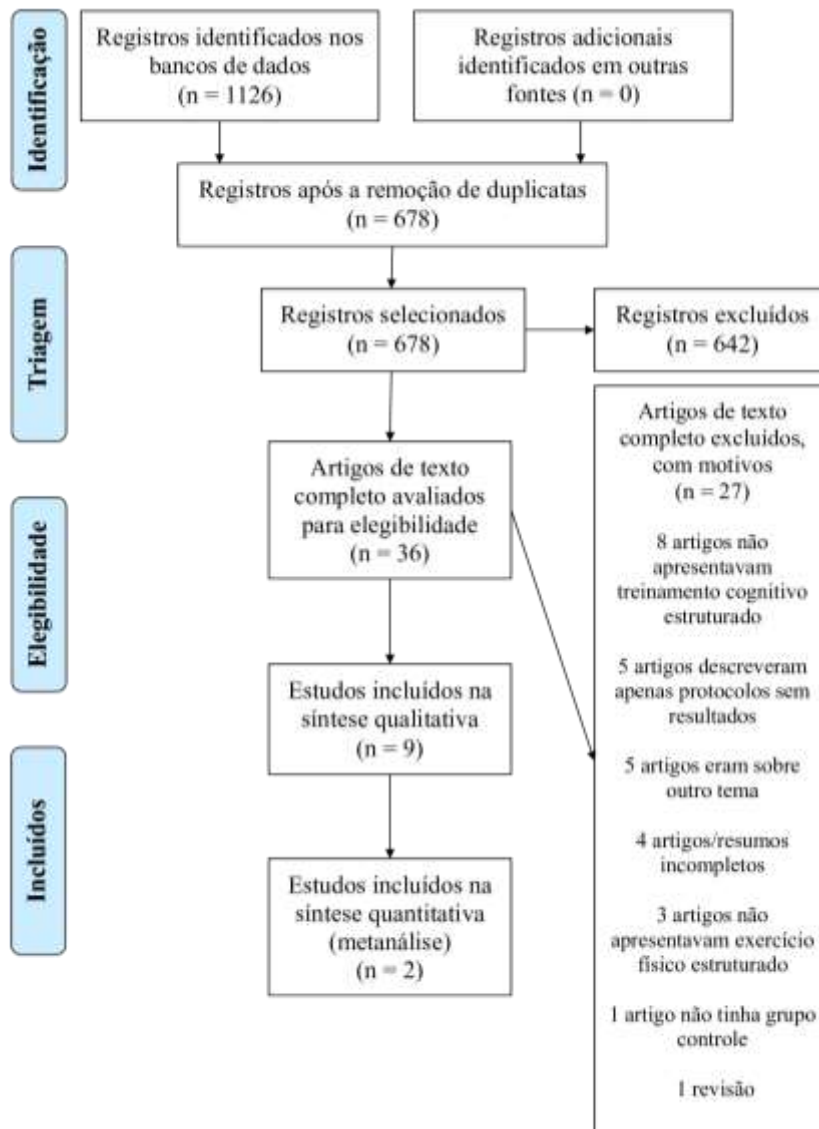 Identificação
Registros identificados nos
bancos de dados
(n = 1126)
Registros adicionais
identificados em outras
fontes (n = 0)
Registros após a remoção de duplicatas
(n = 678)
Triagem
Registros selecionados
(n = 678)
Registros excluídos
(n = 642)
Elegibilidade
Artigos de texto
completo avaliados
para elegibilidade
(n = 36)
Artigos de texto
completo excluídos,
com motivos
(n = 27)
8 artigos não
apresentavam
treinamento cognitivo
estruturado
5 artigos descreveram
apenas protocolos sem
resultados
5 artigos eram sobre
outro tema
4 artigos/resumos
incompletos
3 artigos não
apresentavam exercício
físico estruturado
1 artigo não tinha grupo
controle
1 revisão
Estudos incluídos na
síntese qualitativa
(n = 9)
Incluídos
Estudos incluídos na
síntese quantitativa
(metanálise)
(n = 2)